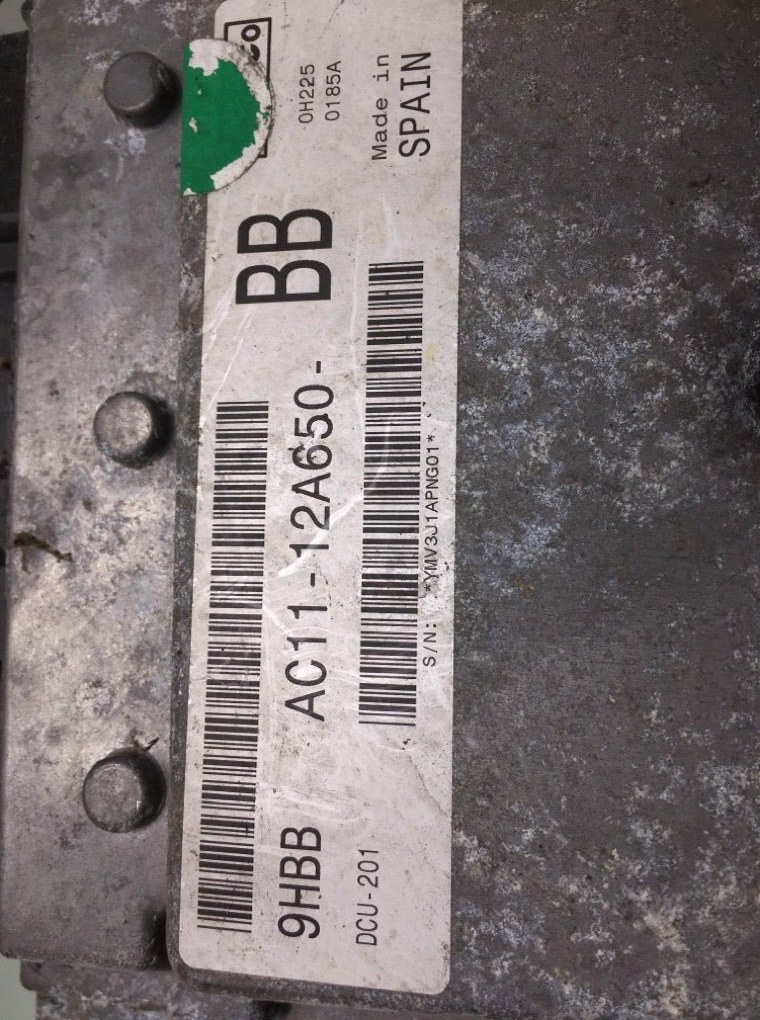 0H225
0185A
Made in
SPAIN
BB
AC11-12A650-
9HBB
S/N: *YMV3J1APNG01*
DCU-201